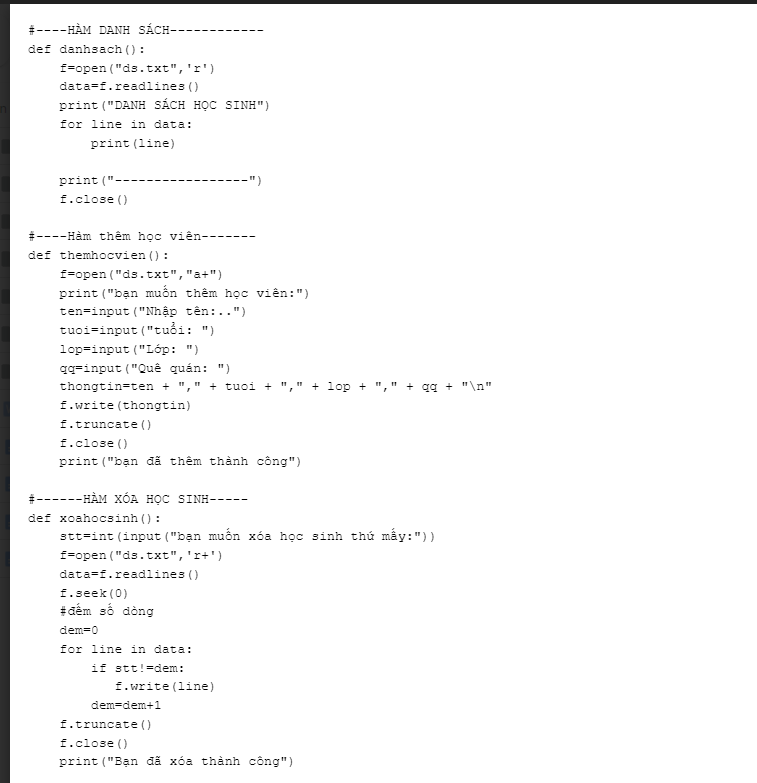 #----HÀM DANH SÁCH------------
def danhsach():
    f=open("ds.txt",'r')
    data=f.readlines()
    print("DANH SÁCH HỌC SINH")
    for line in data:
        print(line)

    print("-----------------")
    f.close()

#----Hàm thêm học viên-------
def themhocvien():
    f=open("ds.txt","a+")
    print("bạn muốn thêm học viên:")
    ten=input("Nhập tên:..")
    tuoi=input("tuổi: ")
    lop=input("Lớp: ")
    qq=input("Quê quán: ")
    thongtin=ten + "," + tuoi + "," + lop + "," + qq + "\n"
    f.write(thongtin)
    f.truncate()
    f.close()
    print("bạn đã thêm thành công")

#------HÀM XÓA HỌC SINH-----
def xoahocsinh():
    stt=int(input("bạn muốn xóa học sinh thứ mấy:"))
    f=open("ds.txt",'r+')
    data=f.readlines()
    f.seek(0)
    #đếm số dòng
    dem=0
    for line in data:
        if stt!=dem:
           f.write(line)
        dem=dem+1
    f.truncate()
    f.close()
    print("Bạn đã xóa thành công")